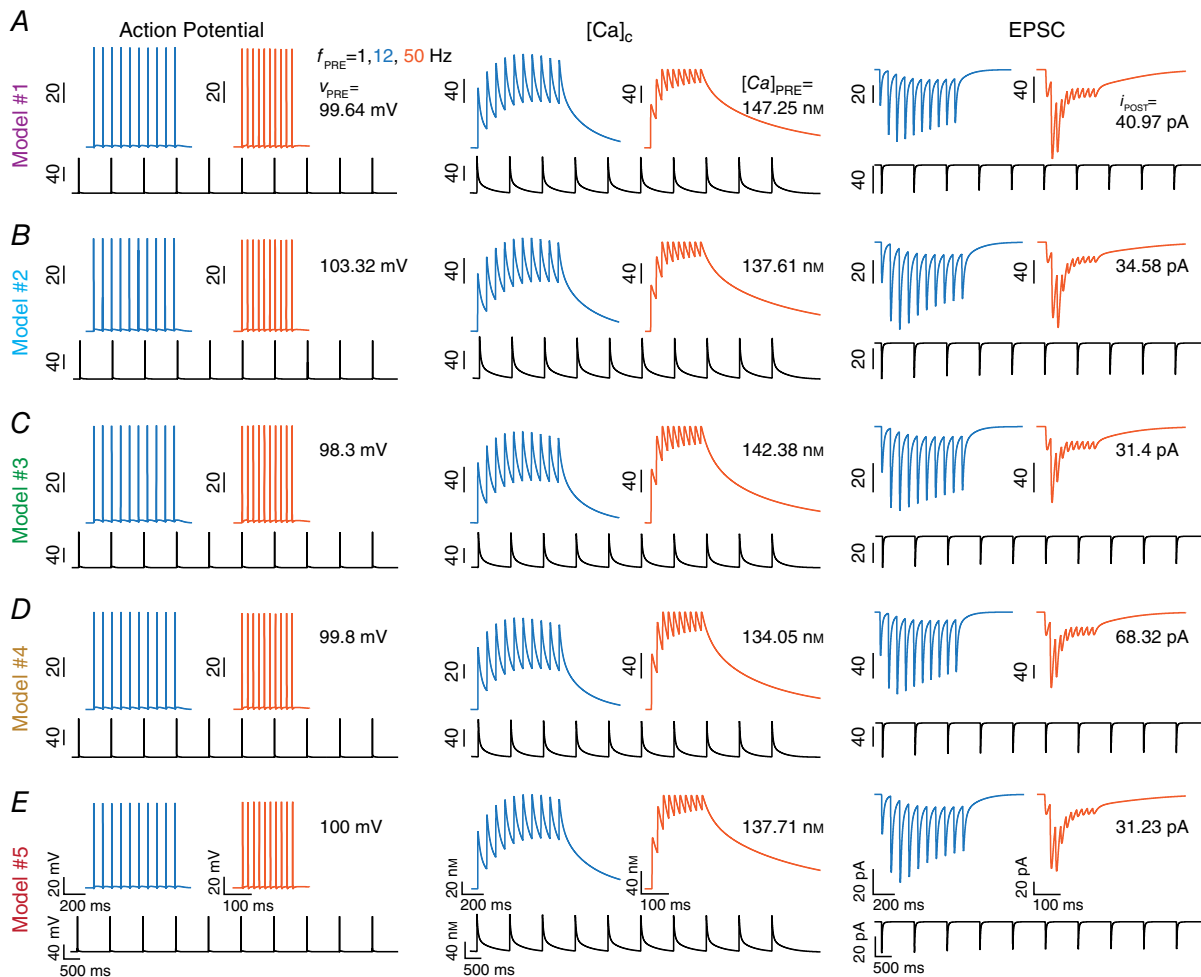 A
Action Potential
[Ca]c
EPSC
Model #1
20
20
fPRE=1,12, 50 Hz
vPRE=
99.64 mV
40
40
40
[Ca]PRE=
147.25 nM
40
20
40
iPOST=
40.97 pA
40
B
Model #2
20
20
103.32 mV
40
40
40
137.61 nM
40
20
40
34.58 pA
20
C
Model #3
20
20
98.3 mV
40
40
40
142.38 nM
40
20
40
31.4 pA
20
D
Model #4
20
20
99.8 mV
40
20
40
134.05 nM
40
40
40
68.32 pA
40
E
Model #5
20 mV
200 ms
20 mV
100 ms
100 mV
40 mV
500 ms
20 nM
200 ms
40 nM
100 ms
137.71 nM
40 nM
500 ms
20 pA
200 ms
20 pA
100 ms
31.23 pA
20 pA
500 ms